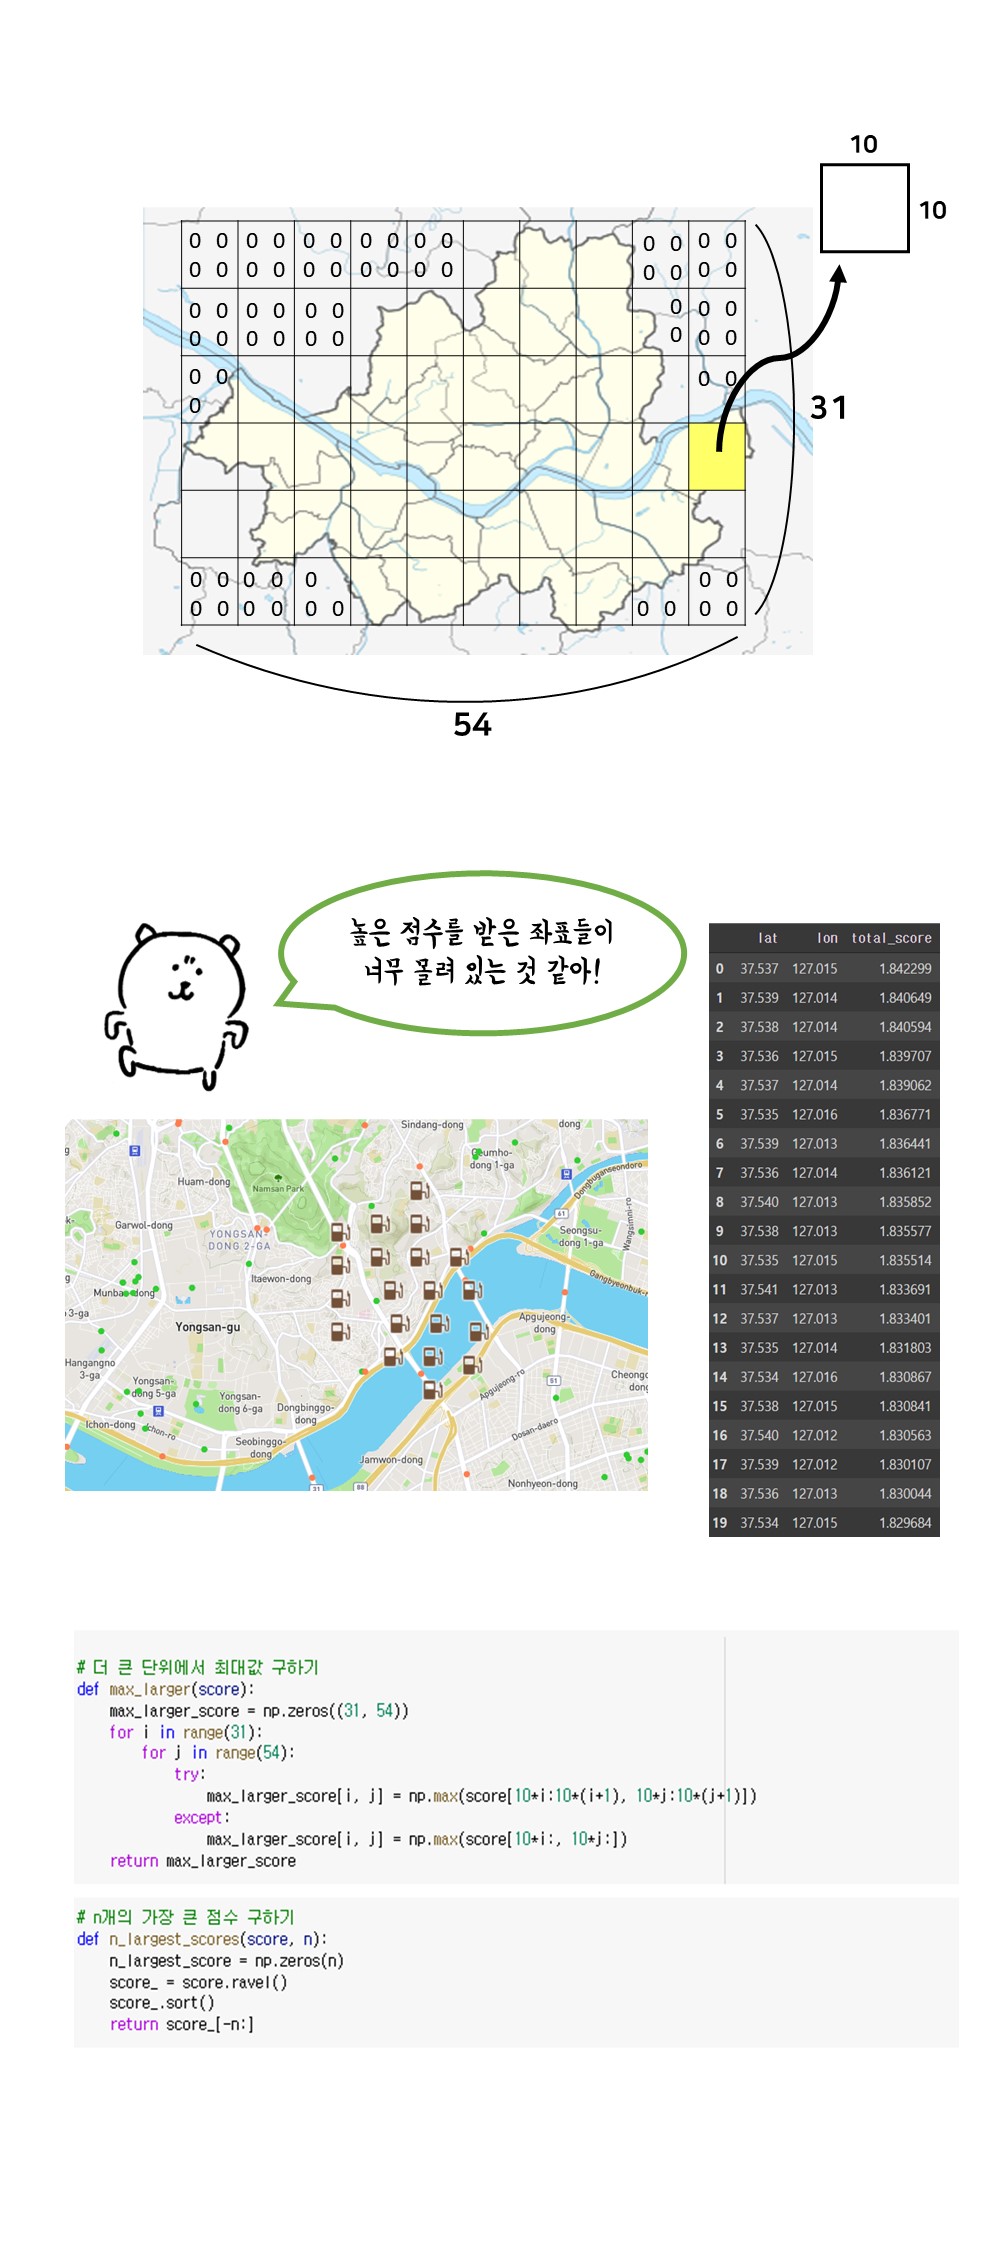 10
10
0 0 0 0 0 0 0 0 0 0 0 0 0 0
0 0 0 0 0 0 0 0 0 0 0 0 0 0
0 0 0 0 0 0 0 0 0
0 0 0 0 0 0 0 0 0
0 0 0 0
0
31
0 0 0 0 0 0 0
0 0 0 0 0 0 0 0 0 0
54
높은 점수를 받은 좌표들이
너무 몰려 있는 것 같아!
lat lon total_score
0 37.537 127.015 1.842299
1 37.539 127.014 1.840649
2 37.538 127.014 1.840594
3 37.536 127.015 1.839707
4 37.537 127.014 1.839062
5 37.535 127.016 1.836771
6 37.539 127.013 1.836441
7 37.536 127.014 1.836121
8 37.540 127.013 1.835852
9 37.538 127.013 1.835577
10 37.535 127.015 1.835514
11 37.541 127.013 1.833691
12 37.537 127.013 1.833401
13 37.535 127.014 1.831803
14 37.534 127.016 1.830867
15 37.538 127.015 1.830841
16 37.540 127.012 1.830563
17 37.539 127.012 1.830107
18 37.536 127.013 1.830044
19 37.534 127.015 1.829684
Sindang-dong
dong
dong 1-ga
Huam-dong
Namsan Park
Garwol-dong
YONGSAN-
DONG 2-GA
61
Seongsu-
dong 1-ga
Dongbuganseondoro
Wangsimni-ro
Itaewon-dong
Gangbyeonbuk-r
3-ga
Yongsan-gu
Apgujeong-
dong
Hangangno
3-ga
Yongsan-
dong 5-ga
Yongsan-
dong 6-ga
Apgujeong-ro
51
Cheongd
dong
Ichon-dong
Ichon-ro
Dongbinggo-
dong
Seobinggo-
dong
Dosan-daero
Jamwon-dong
Nonhyeon-dong
31
88
# 더 큰 단위에서 최대값 구하기
def max_larger(score):
    max_larger_score = np.zeros((31, 54))
    for i in range(31):
        for j in range(54):
            try:
                max_larger_score[i, j] = np.max(score[10*i:10*(i+1), 10*j:10*(j+1)])
            except:
                max_larger_score[i, j] = np.max(score[10*i:, 10*j:])
    return max_larger_score
# n개의 가장 큰 점수 구하기
def n_largest_scores(score, n):
    n_largest_score = np.zeros(n)
    score_ = score.ravel()
    score_.sort()
    return score_[-n:]